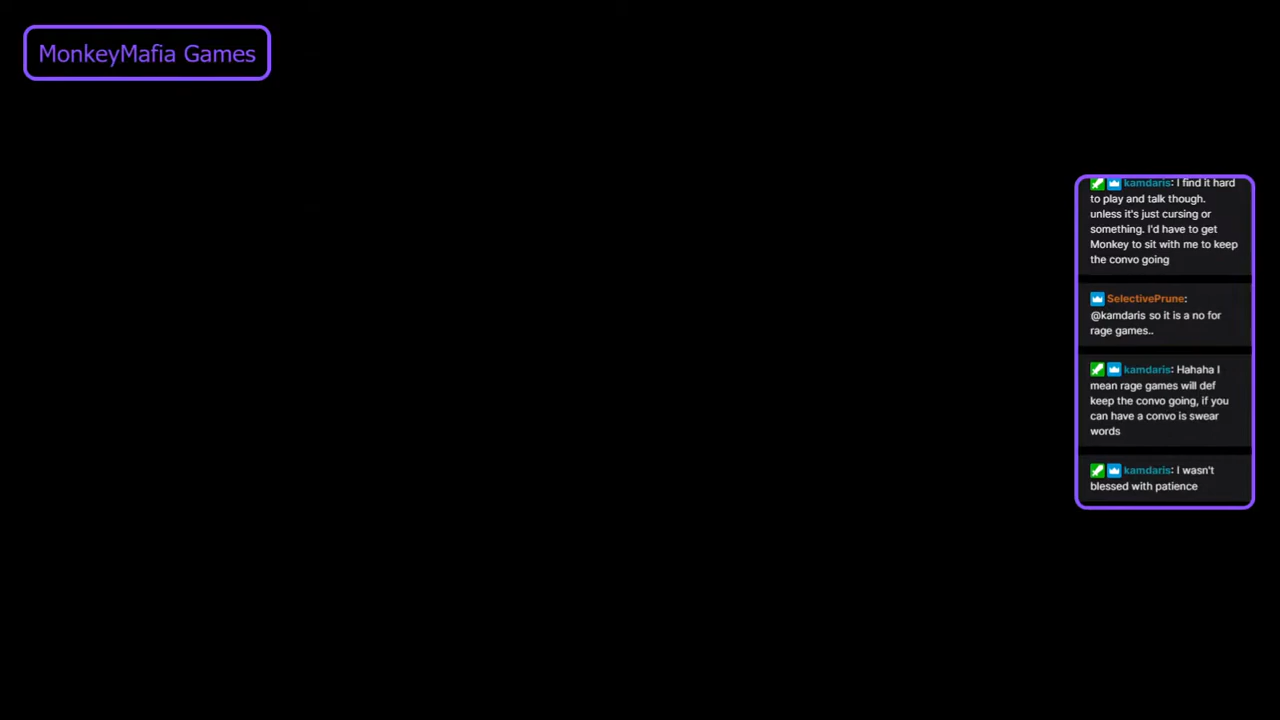 MonkeyMafia Games
kamdaris: I find it hard
to play and talk though.
unless it's just cursing or
something. I'd have to get
Monkey to sit with me to keep
the convo going
SelectivePrune:
@kamdaris so it is a no for
rage games..
kamdaris: Hahaha I
mean rage games will def
keep the convo going, if you
can have a convo is swear
words
kamdaris: I wasn't
blessed with patience